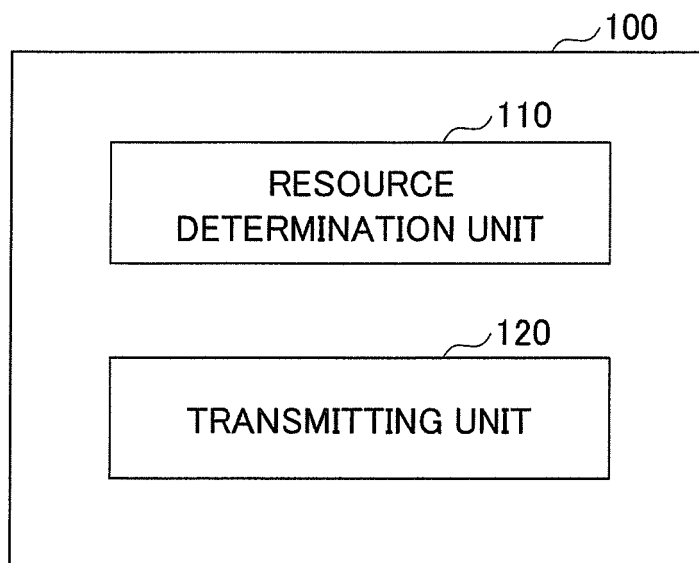 100
110
RESOURCE
DETERMINATION UNIT
120
TRANSMITTING UNIT